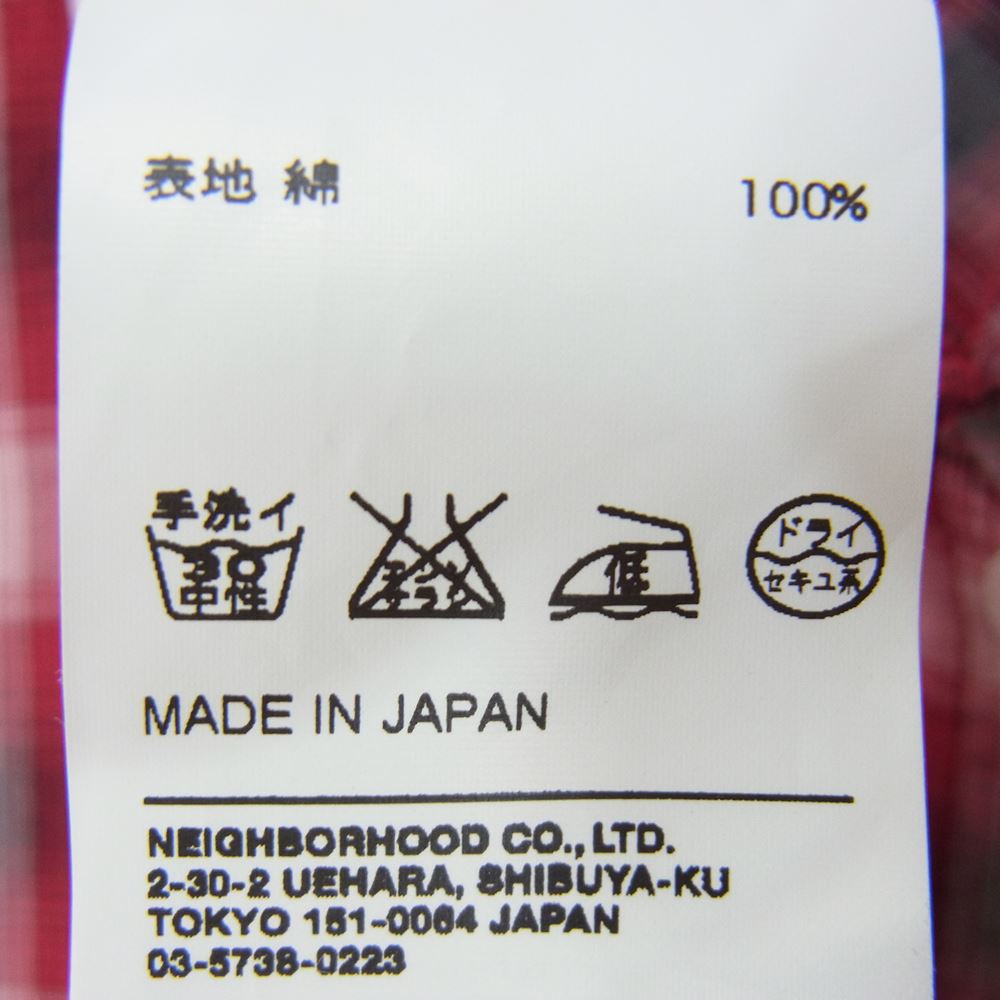 表地 綿 100%
手洗イ
30
中性
エンソサラシ
低
ドライ
セキユ系
MADE IN JAPAN
NEIGHBORHOOD CO., LTD.
2-30-2 UEHARA, SHIBUYA-KU
TOKYO 151-0064 JAPAN
03-5738-0223